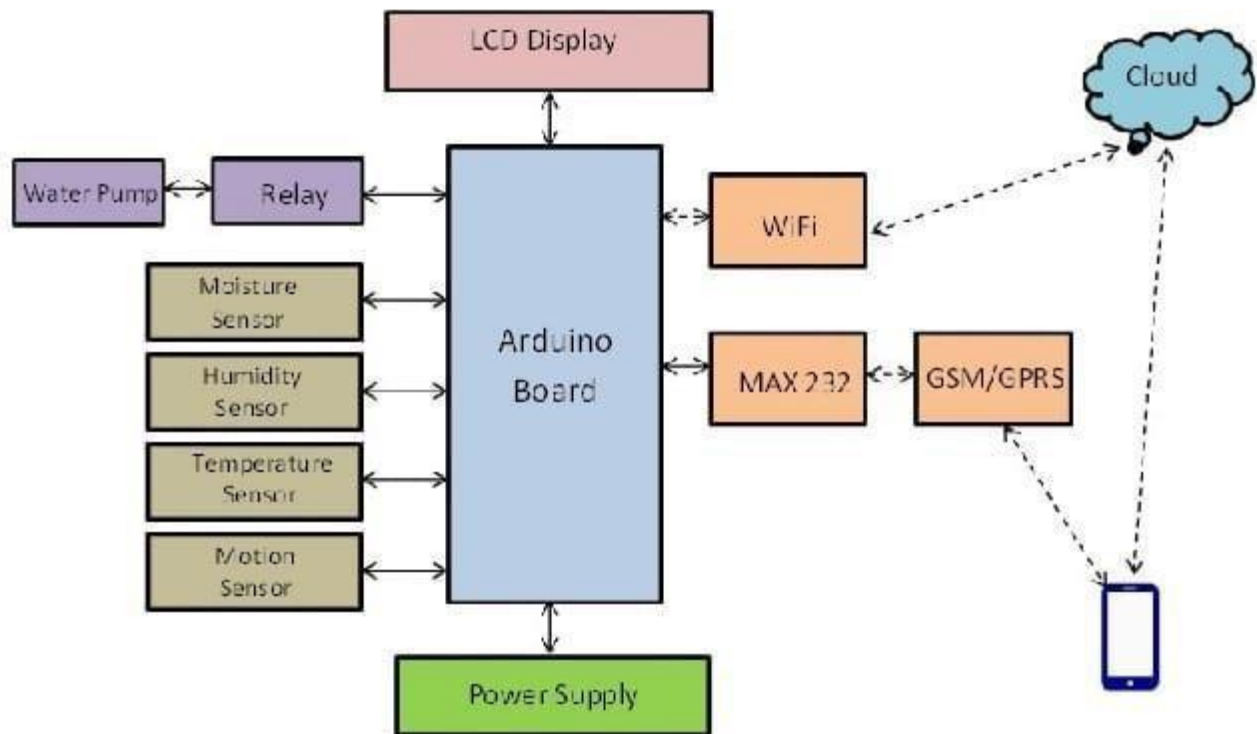 LCD Display
Cloud
Water Pump
Relay
WiFi
Moisture
Sensor
Arduino
Board
Humidity
Sensor
MAX 232
GSM/GPRS
Temperature
Sensor
Motion
Sensor
Power Supply